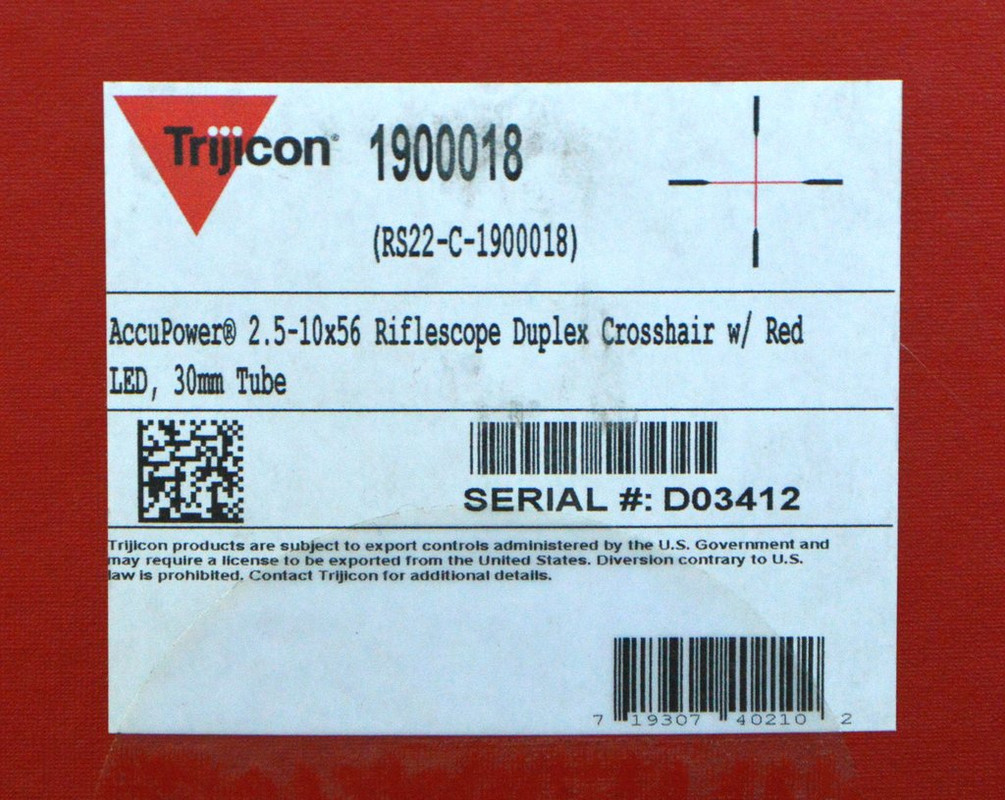 Trijicon® 1900018
(RS22-C-1900018)
AccuPower® 2.5-10x56 Riflescope Duplex Crosshair w/ Red
LED, 30mm Tube
SERIAL #: D03412
Trijicon products are subject to export controls administered by the U.S. Government and
may require a license to be exported from the United States. Diversion contrary to U.S.
law is prohibited. Contact Trijicon for additional details.
7 19307 40210 2